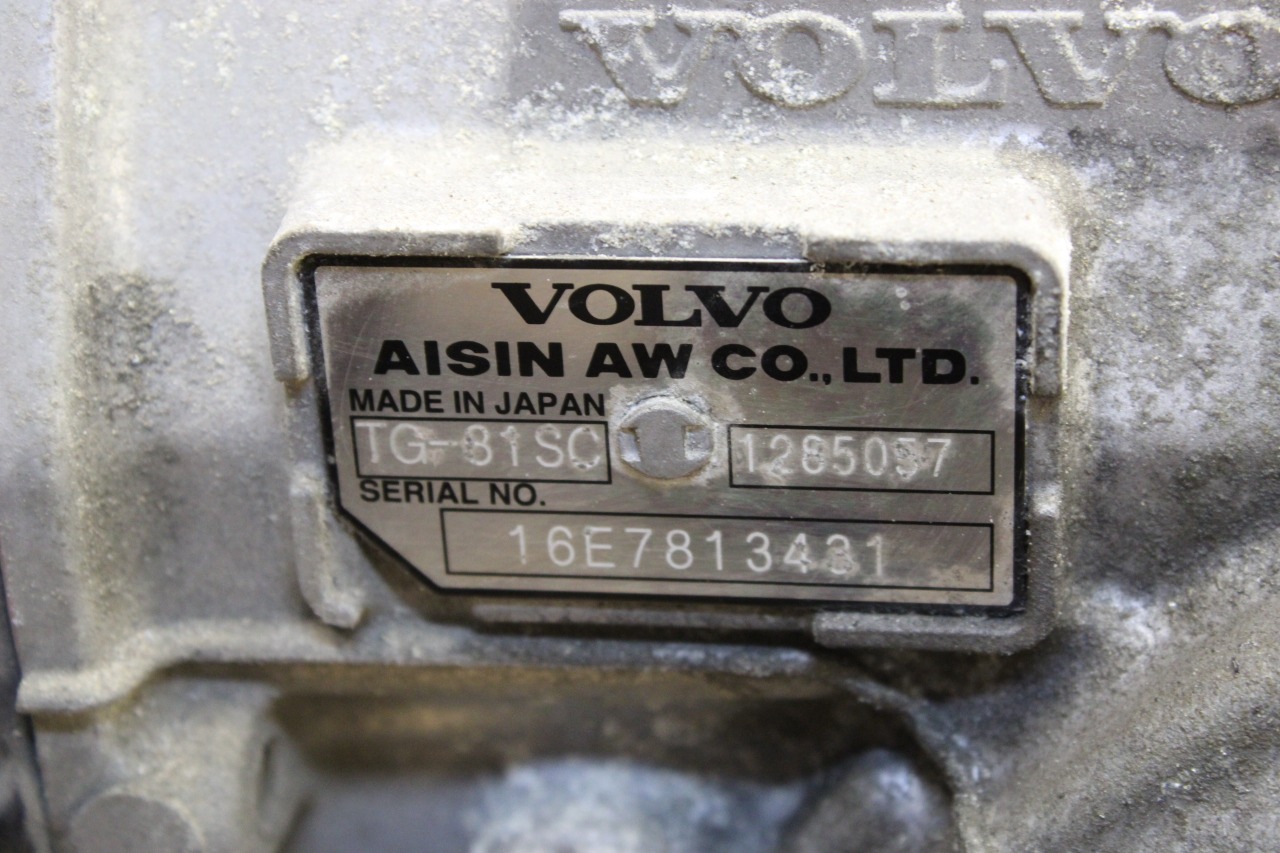 VOLVO
VOLVO
AISIN AW CO., LTD.
MADE IN JAPAN
TG-81SC 1285057
SERIAL NO.
16E7813431